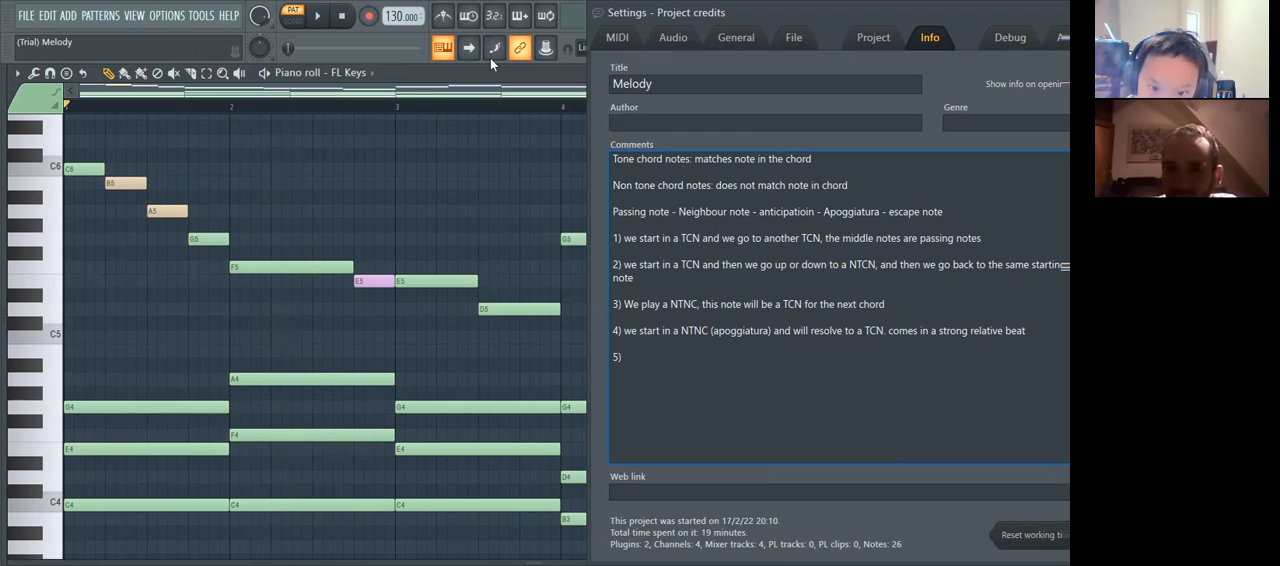 FILE EDIT ADD PATTERNS VIEW OPTIONS TOOLS HELP
PAT
SONG
130.000
3.2:
(Trial) Melody
Piano roll - FL Keys
2
3
4
C6
C6
B5
A5
G5
G5
F5
E5
E5
D5
C5
A4
G4
G4
G4
F4
E4
E4
D4
C4
C4
C4
C4
B3
Settings - Project credits
MIDI
Audio
General
File
Project
Info
Debug
Title
Melody
Show info on openin
Author
Genre
Comments
Tone chord notes: matches note in the chord
Non tone chord notes: does not match note in chord
Passing note - Neighbour note - anticipatioin - Apoggiatura - escape note
1) we start in a TCN and we go to another TCN, the middle notes are passing notes
2) we start in a TCN and then we go up or down to a NTCN, and then we go back to the same starting
note
3) We play a NTNC, this note will be a TCN for the next chord
4) we start in a NTNC (apoggiatura) and will resolve to a TCN. comes in a strong relative beat
5)
Web link
This project was started on 17/2/22 20:10.
Total time spent on it: 19 minutes.
Plugins: 2, Channels: 4, Mixer tracks: 4, PL tracks: 0, PL clips: 0, Notes: 26
Reset working ti